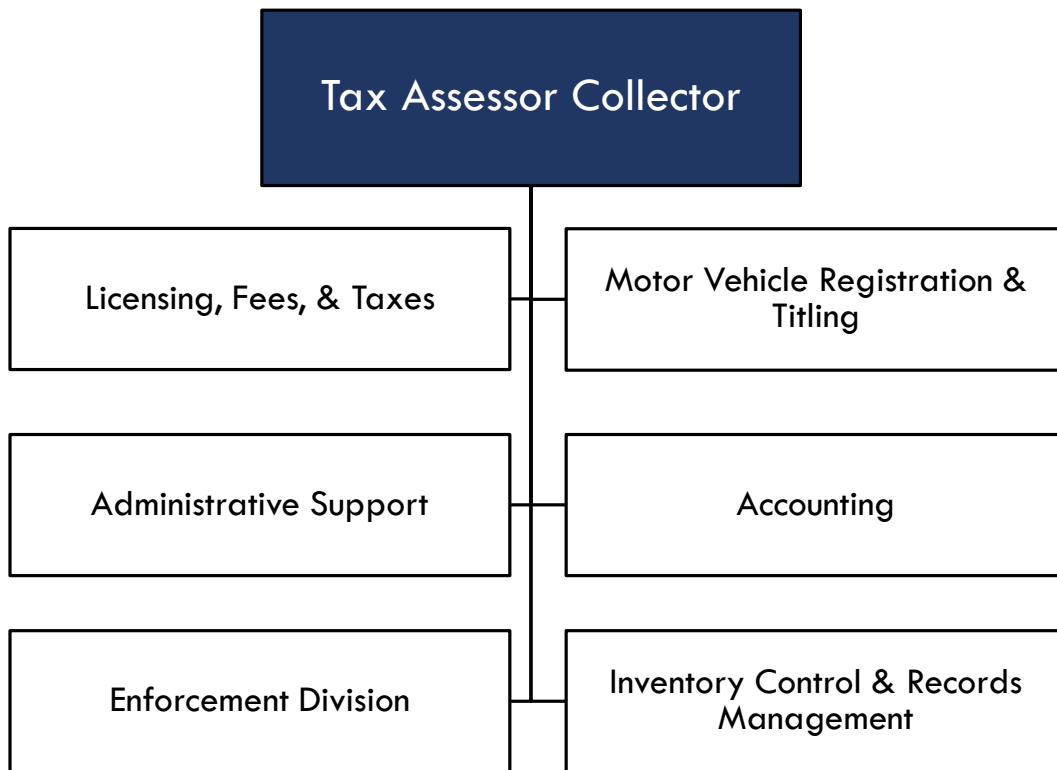 Tax Assessor Collector
Licensing, Fees, & Taxes
Motor Vehicle Registration &
Titling
Administrative Support
Accounting
Enforcement Division
Inventory Control & Records
Management